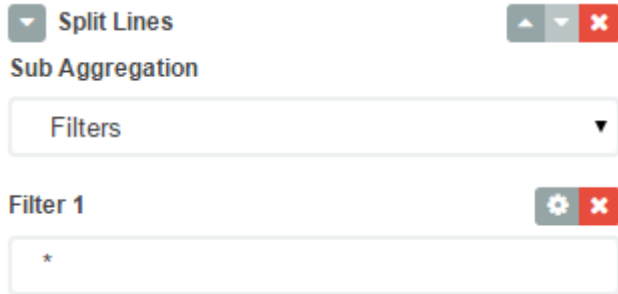 Split Lines
Sub Aggregation
Filters
Filter 1
*